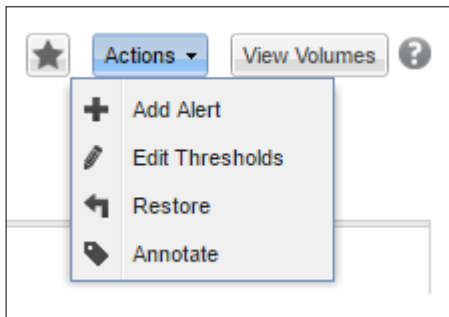 Actions View Volumes ?
Add Alert
Edit Thresholds
Restore
Annotate